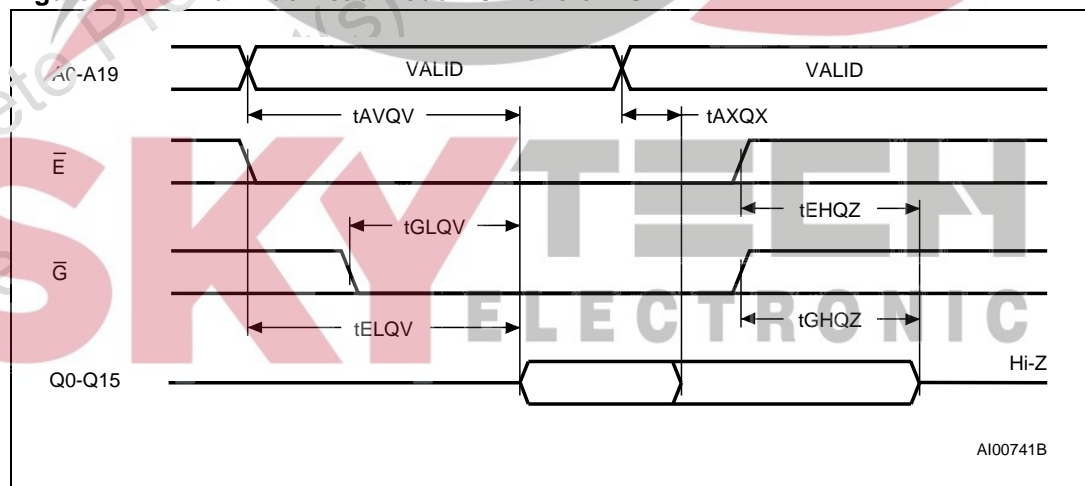 A0-A19
VALID
VALID
tAVQV
tAXQX
E
tEHQZ
tGLQV
G
tELQV
tGHQZ
Q0-Q15
Hi-Z
AI00741B
SKYTECH
ELECTRONIC